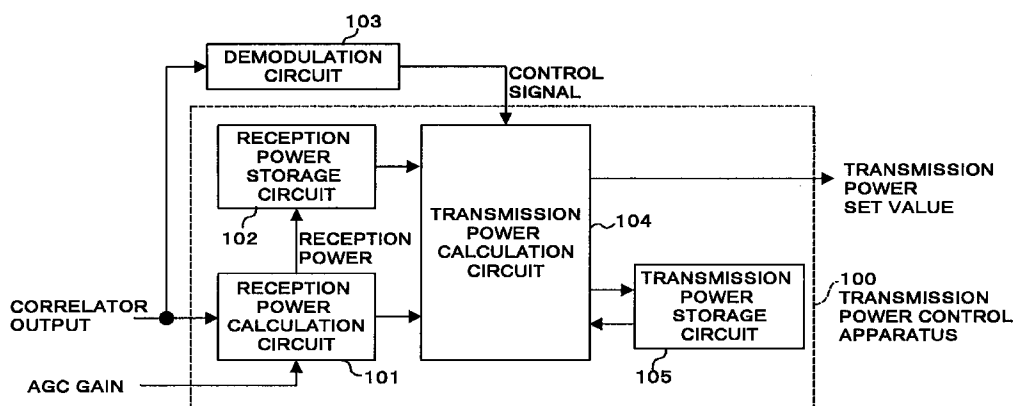 103
DEMODULATION
CIRCUIT
CONTROL
SIGNAL
RECEPTION
POWER
STORAGE
CIRCUIT
102
RECEPTION
POWER
TRANSMISSION
POWER
CALCULATION
CIRCUIT
104
TRANSMISSION
POWER
SET VALUE
CORRELATOR
OUTPUT
RECEPTION
POWER
CALCULATION
CIRCUIT
101
TRANSMISSION
POWER
STORAGE
CIRCUIT
105
100
TRANSMISSION
POWER CONTROL
APPARATUS
AGC GAIN